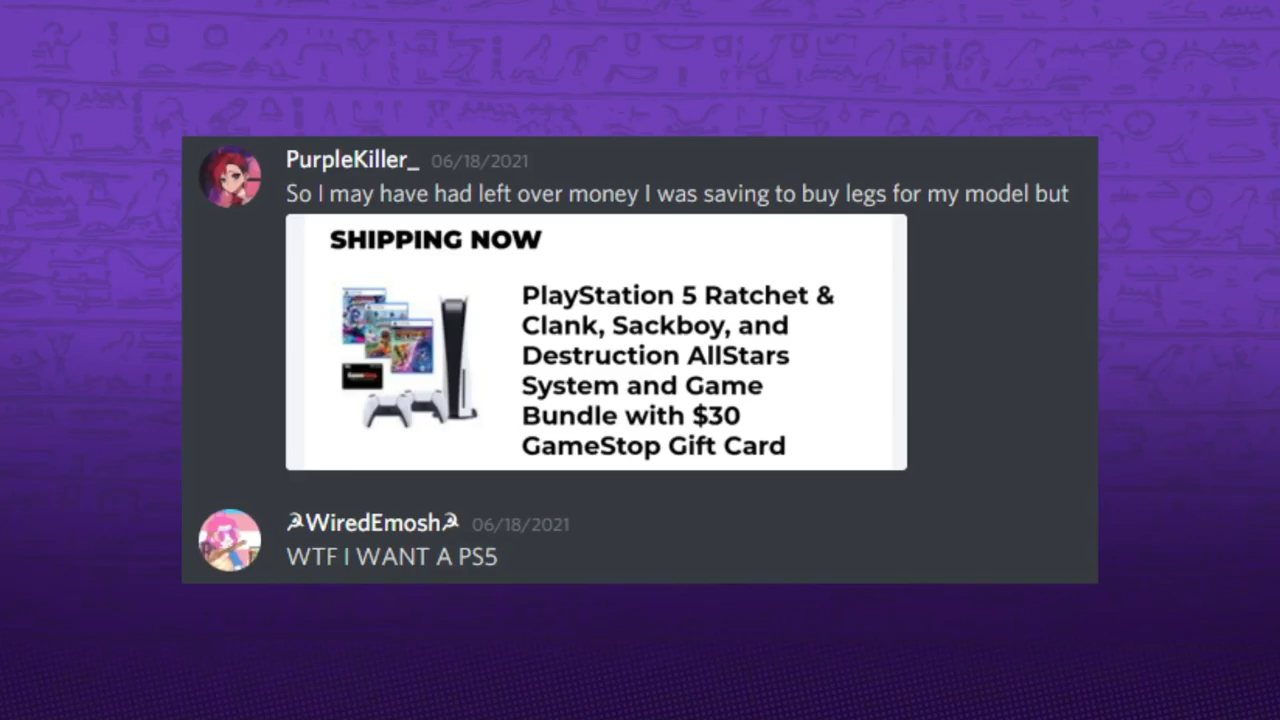 PurpleKiller_ 06/18/2021
So I may have had left over money I was saving to buy legs for my model but
SHIPPING NOW
PlayStation 5 Ratchet &
Clank, Sackboy, and
Destruction AllStars
System and Game
Bundle with $30
GameStop Gift Card
☭WiredEmosh☭ 06/18/2021
WTF I WANT A PS5